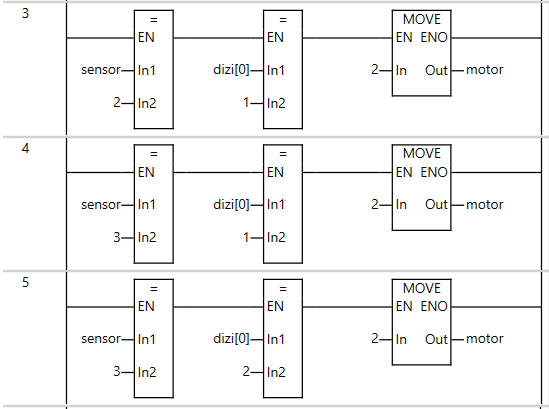 3 = = MOVE
EN EN EN ENO
sensor In1 dizi[0] In1 2 In Out motor
2 In2 1 In2
4 = = MOVE
EN EN EN ENO
sensor In1 dizi[0] In1 2 In Out motor
3 In2 1 In2
5 = = MOVE
EN EN EN ENO
sensor In1 dizi[0] In1 2 In Out motor
3 In2 2 In2